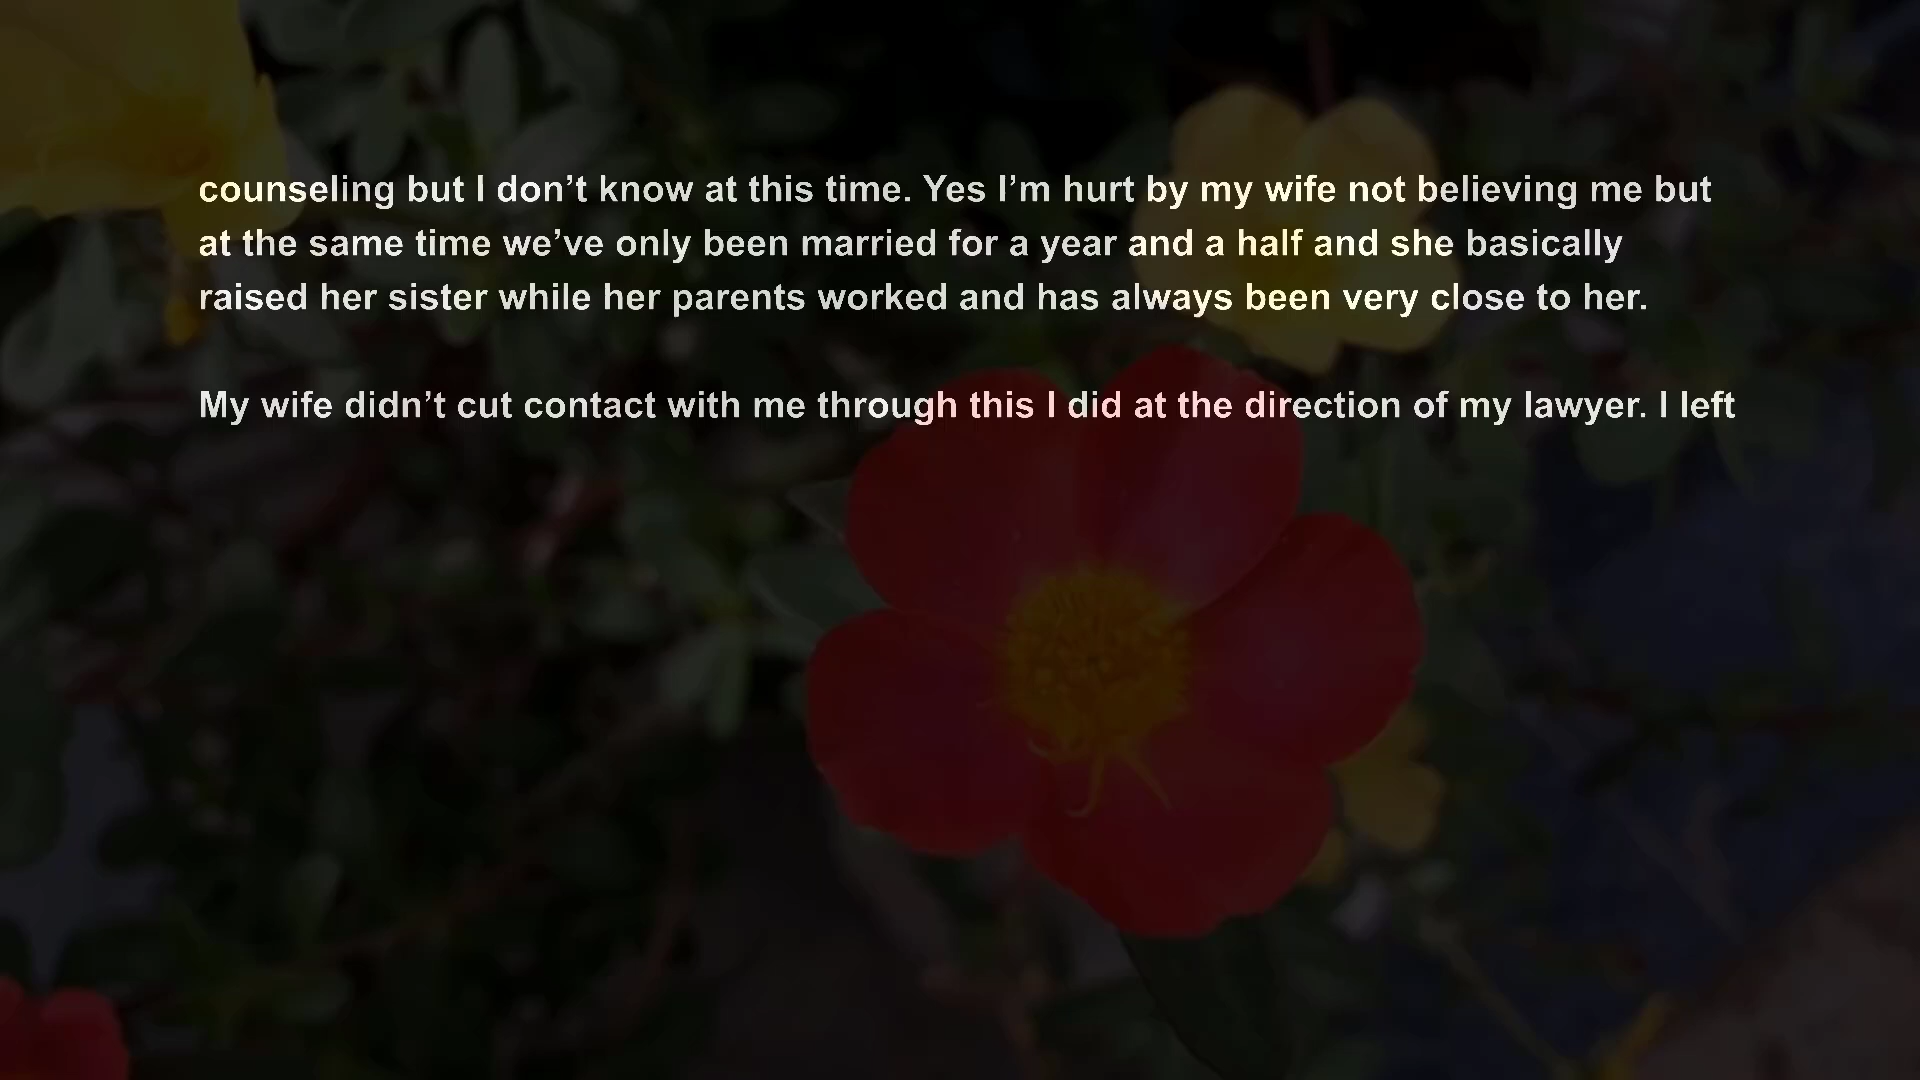 counseling but I don’t know at this time. Yes I’m hurt by my wife not believing me but
at the same time we’ve only been married for a year and a half and she basically
raised her sister while her parents worked and has always been very close to her.
My wife didn’t cut contact with me through this I did at the direction of my lawyer. I left